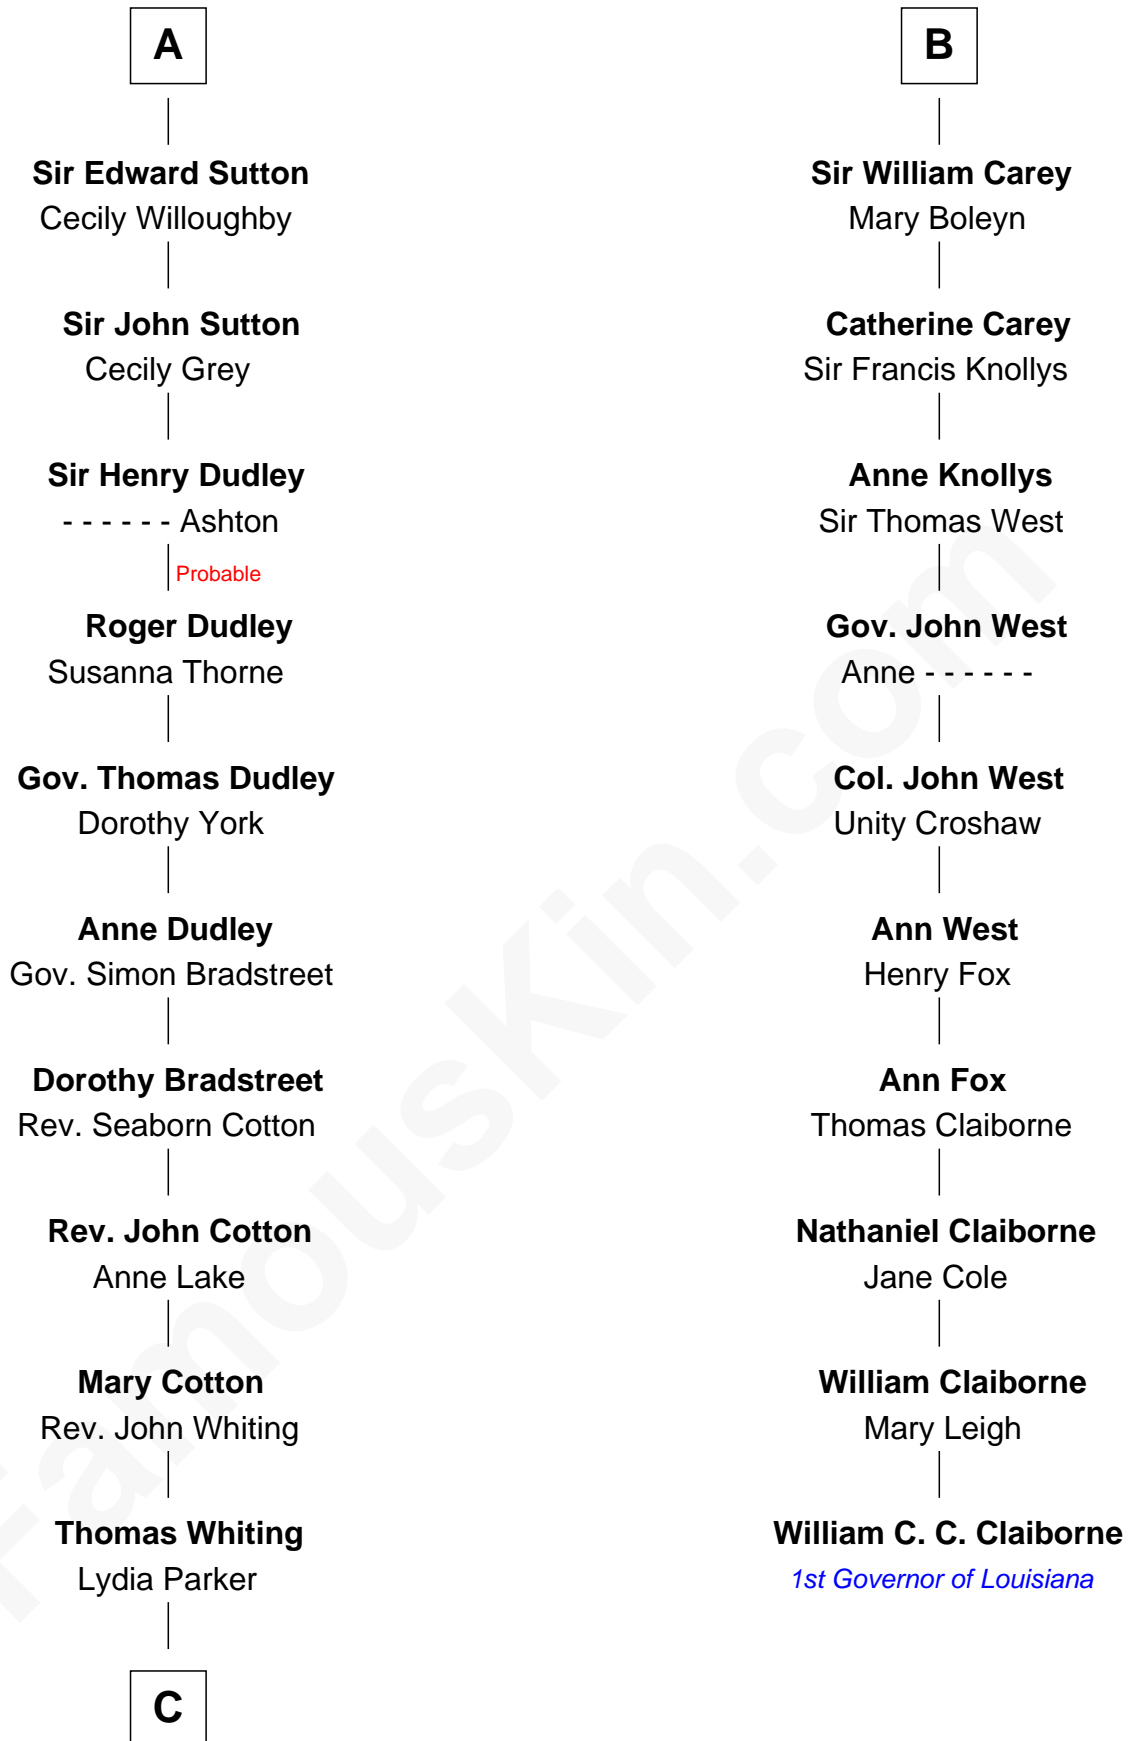 A
Sir Edward Sutton
Cecily Willoughby
Sir John Sutton
Cecily Grey
Sir Henry Dudley
- - - - - - Ashton
Probable
Roger Dudley
Susanna Thorne
Gov. Thomas Dudley
Dorothy York
Anne Dudley
Gov. Simon Bradstreet
Dorothy Bradstreet
Rev. Seaborn Cotton
Rev. John Cotton
Anne Lake
Mary Cotton
Rev. John Whiting
Thomas Whiting
Lydia Parker
C
B
Sir William Carey
Mary Boleyn
Catherine Carey
Sir Francis Knollys
Anne Knollys
Sir Thomas West
Gov. John West
Anne - - - - - -
Col. John West
Unity Croshaw
Ann West
Henry Fox
Ann Fox
Thomas Claiborne
Nathaniel Claiborne
Jane Cole
William Claiborne
Mary Leigh
William C. C. Claiborne
1st Governor of Louisiana
FamousKin.com